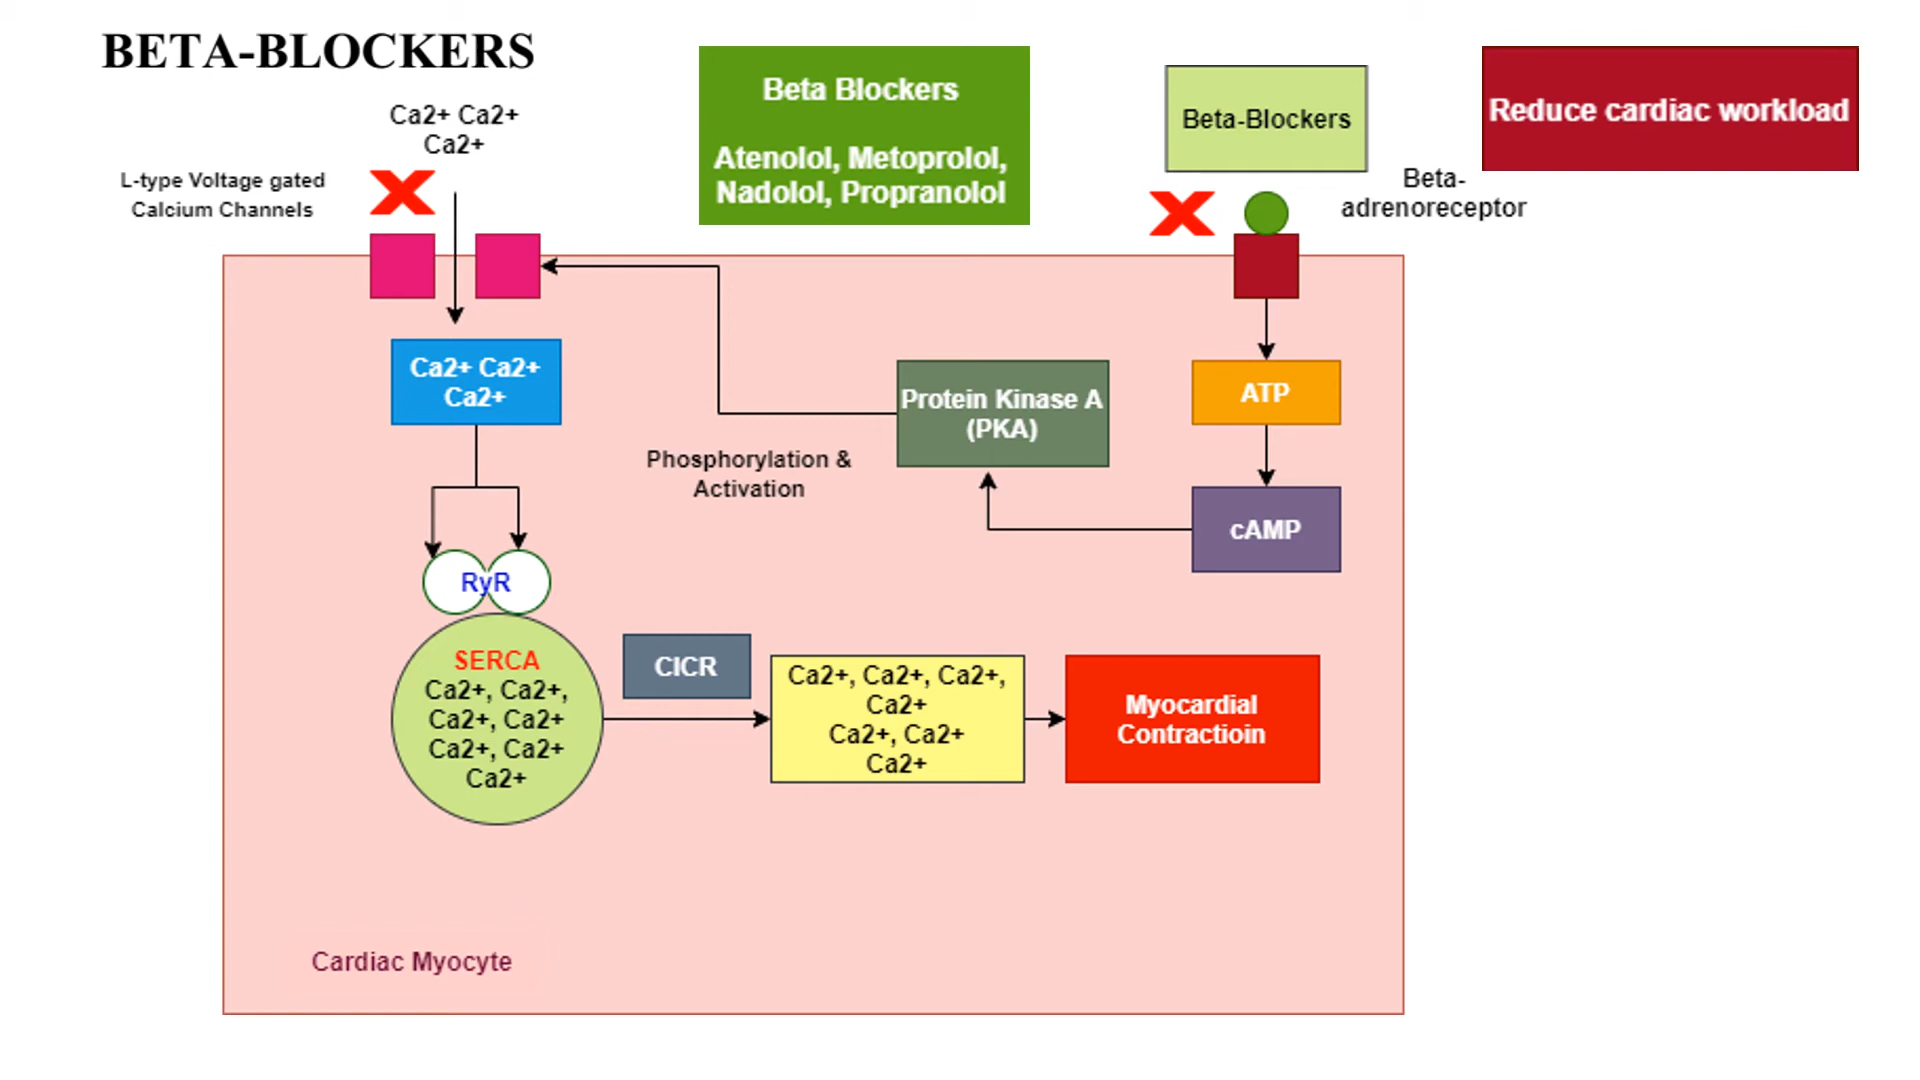 BETA-BLOCKERS
Ca2+ Ca2+
Ca2+
L-type Voltage gated
Calcium Channels
Beta Blockers
Atenolol, Metoprolol,
Nadolol, Propranolol
Beta-Blockers
Reduce cardiac workload
Beta-
adrenoreceptor
Ca2+ Ca2+
Ca2+
Protein Kinase A
(PKA)
ATP
Phosphorylation &
Activation
cAMP
RyR
SERCA
Ca2+, Ca2+,
Ca2+, Ca2+
Ca2+, Ca2+
Ca2+
CICR
Ca2+, Ca2+, Ca2+,
Ca2+
Ca2+, Ca2+
Ca2+
Myocardial
Contractioin
Cardiac Myocyte